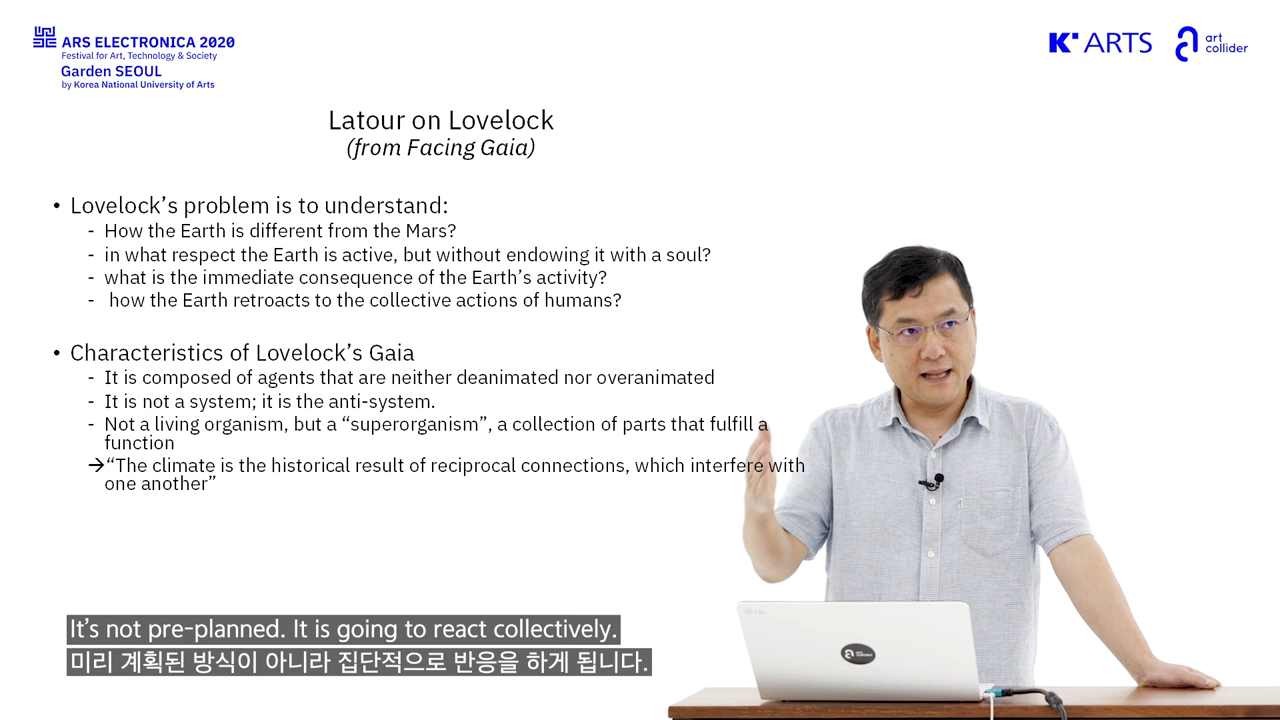 ARS ELECTRONICA 2020
Festival for Art, Technology & Society
Garden SEOUL
by Korea National University of Arts
K' ARTS
art
collider
Latour on Lovelock
(from Facing Gaia)
• Lovelock's problem is to understand:
- How the Earth is different from the Mars?
- in what respect the Earth is active, but without endowing it with a soul?
- what is the immediate consequence of the Earth's activity?
- how the Earth retroacts to the collective actions of humans?
• Characteristics of Lovelock's Gaia
- It is composed of agents that are neither deanimated nor overanimated
- It is not a system; it is the anti-system.
- Not a living organism, but a “superorganism”, a collection of parts that fulfill a
function
→“The climate is the historical result of reciprocal connections, which interfere with
one another”
It's not pre-planned. It is going to react collectively.
미리 계획된 방식이 아니라 집단적으로 반응을 하게 됩니다.